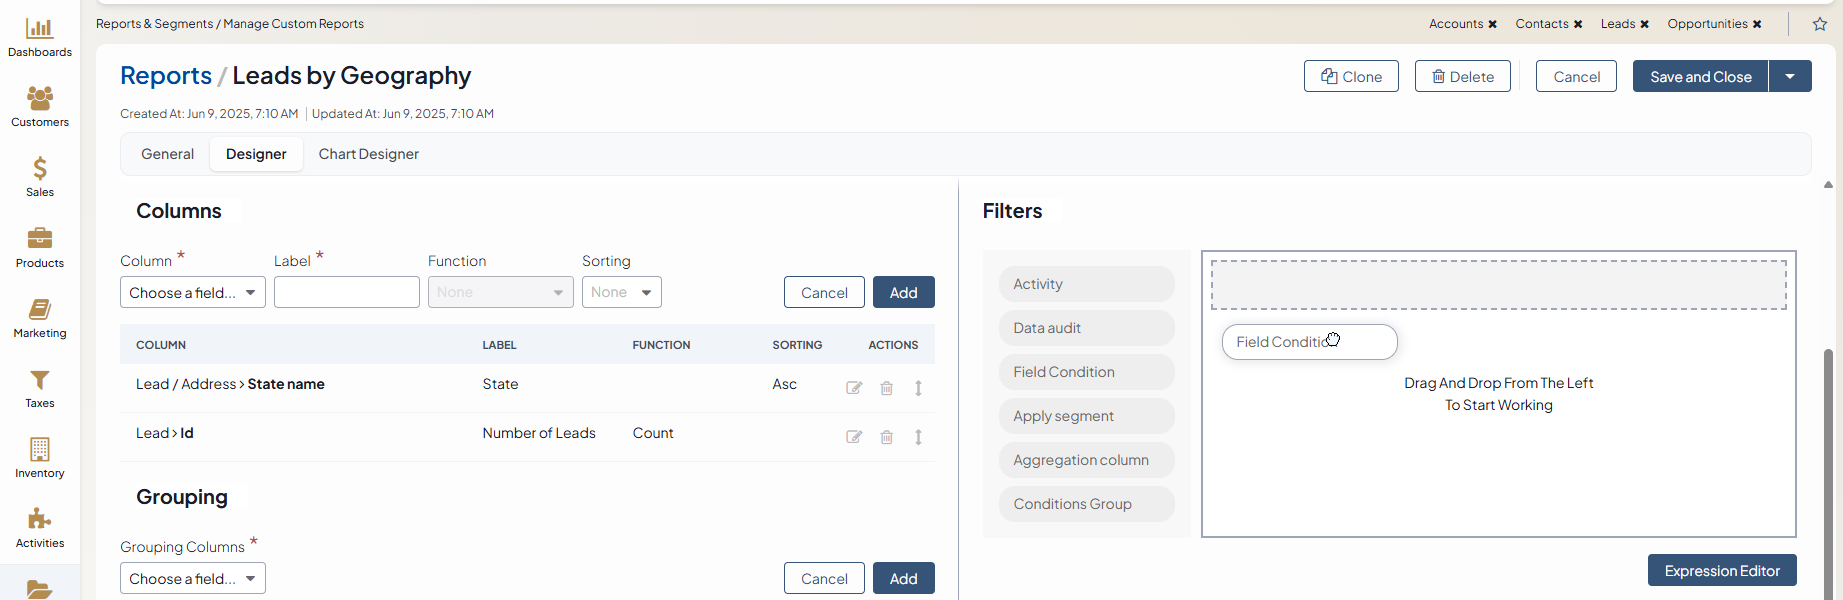 Dashboards
Customers
Sales
Products
Marketing
Taxes
Inventory
Activities
Reports & Segments / Manage Custom Reports
Accounts ✖ Contacts ✖ Leads ✖ Opportunities ✖
Reports / Leads by Geography
Clone Delete Cancel Save and Close
Created At: Jun 9, 2025, 7:10 AM | Updated At: Jun 9, 2025, 7:10 AM
General Designer Chart Designer
Columns
Column * Label * Function Sorting
Choose a field... None None Cancel Add
COLUMN LABEL FUNCTION SORTING ACTIONS
Lead / Address > State name State Asc
Lead > Id Number of Leads Count
Grouping
Grouping Columns *
Choose a field... Cancel Add
Filters
Activity
Data audit
Field Condition
Apply segment
Aggregation column
Conditions Group
Field Conditio
Drag And Drop From The Left
To Start Working
Expression Editor